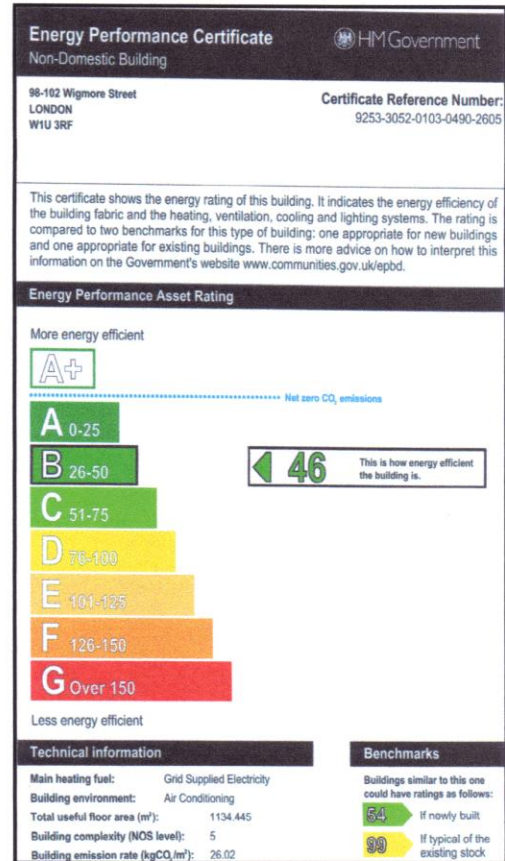 Energy Performance Certificate
Non-Domestic Building
HM Government
98-102 Wigmore Street
LONDON
W1U 3RF
Certificate Reference Number:
9253-3052-0103-0490-2605
This certificate shows the energy rating of this building. It indicates the energy efficiency of
the building fabric and the heating, ventilation, cooling and lighting systems. The rating is
compared to two benchmarks for this type of building: one appropriate for new buildings
and one appropriate for existing buildings. There is more advice on how to interpret this
information on the Government's website www.communities.gov.uk/epbd.
Energy Performance Asset Rating
More energy efficient
A+
Net zero CO₂ emissions
A 0-25
B 26-50
46
This is how energy efficient
the building is.
C 51-75
D 76-100
E 101-125
F 126-150
G Over 150
Less energy efficient
Technical information
Main heating fuel: Grid Supplied Electricity
Building environment: Air Conditioning
Total useful floor area (m²): 1134.445
Building complexity (NOS level): 5
Building emission rate (kgCO₂/m²): 26.02
Benchmarks
Buildings similar to this one
could have ratings as follows:
54 If newly built
99 If typical of the
existing stock